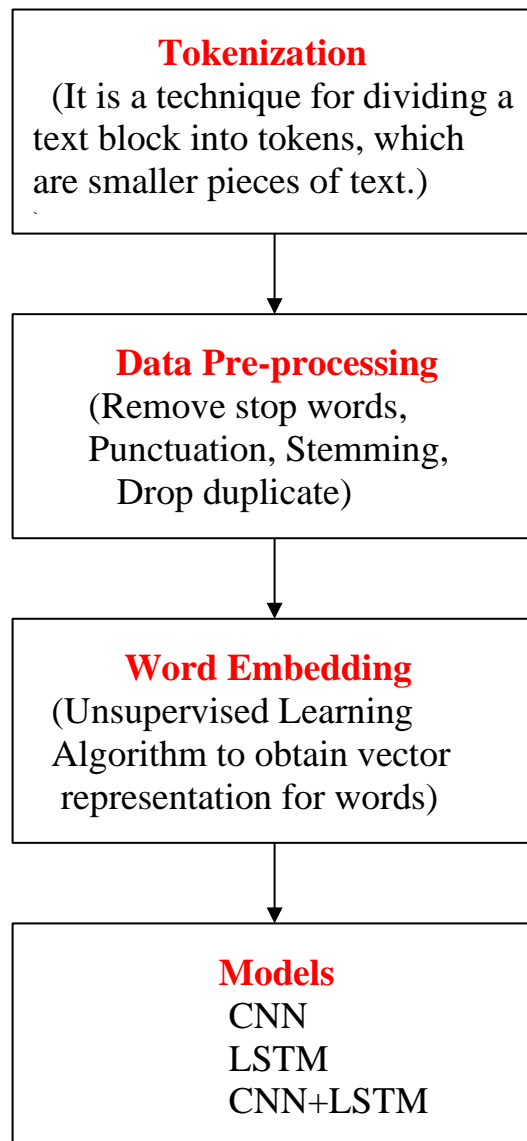 Tokenization
(It is a technique for dividing a
text block into tokens, which
are smaller pieces of text.)
`
Data Pre-processing
(Remove stop words,
Punctuation, Stemming,
Drop duplicate)
Word Embedding
(Unsupervised Learning
Algorithm to obtain vector
representation for words)
Models
CNN
LSTM
CNN+LSTM